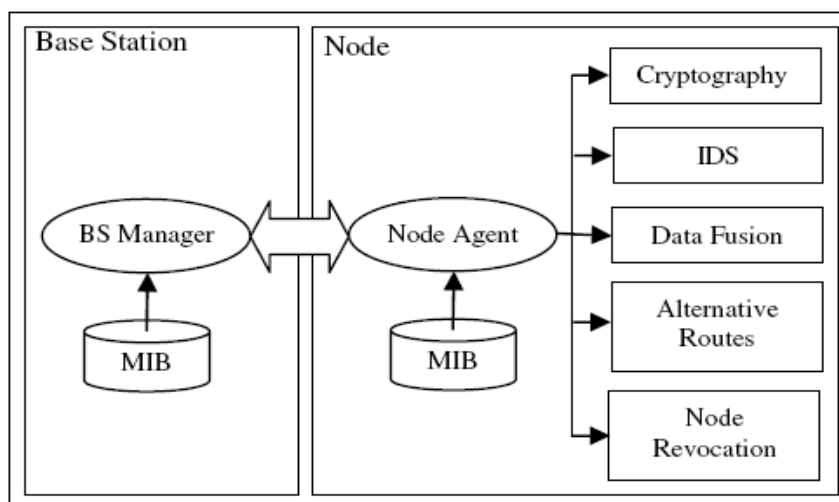 Base Station
BS Manager
MIB
Node
Node Agent
MIB
Cryptography
IDS
Data Fusion
Alternative
Routes
Node
Revocation